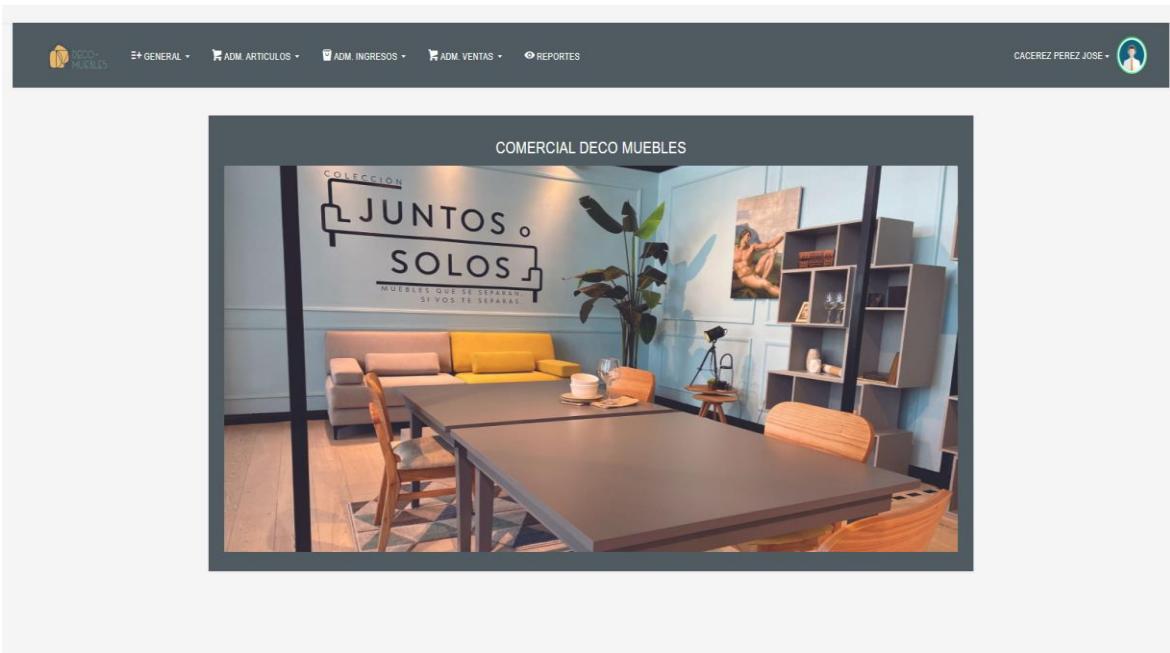 DECO-
MUEBLES
GENERAL
ADM. ARTICULOS
ADM. INGRESOS
ADM. VENTAS
REPORTES
CACEREZ PEREZ JOSE
COMERCIAL DECO MUEBLES
COLECCIÓN
JUNTOS
SOLOS
MUEBLES QUE SE SEPARAN,
SI VOS TE SEPARAS.